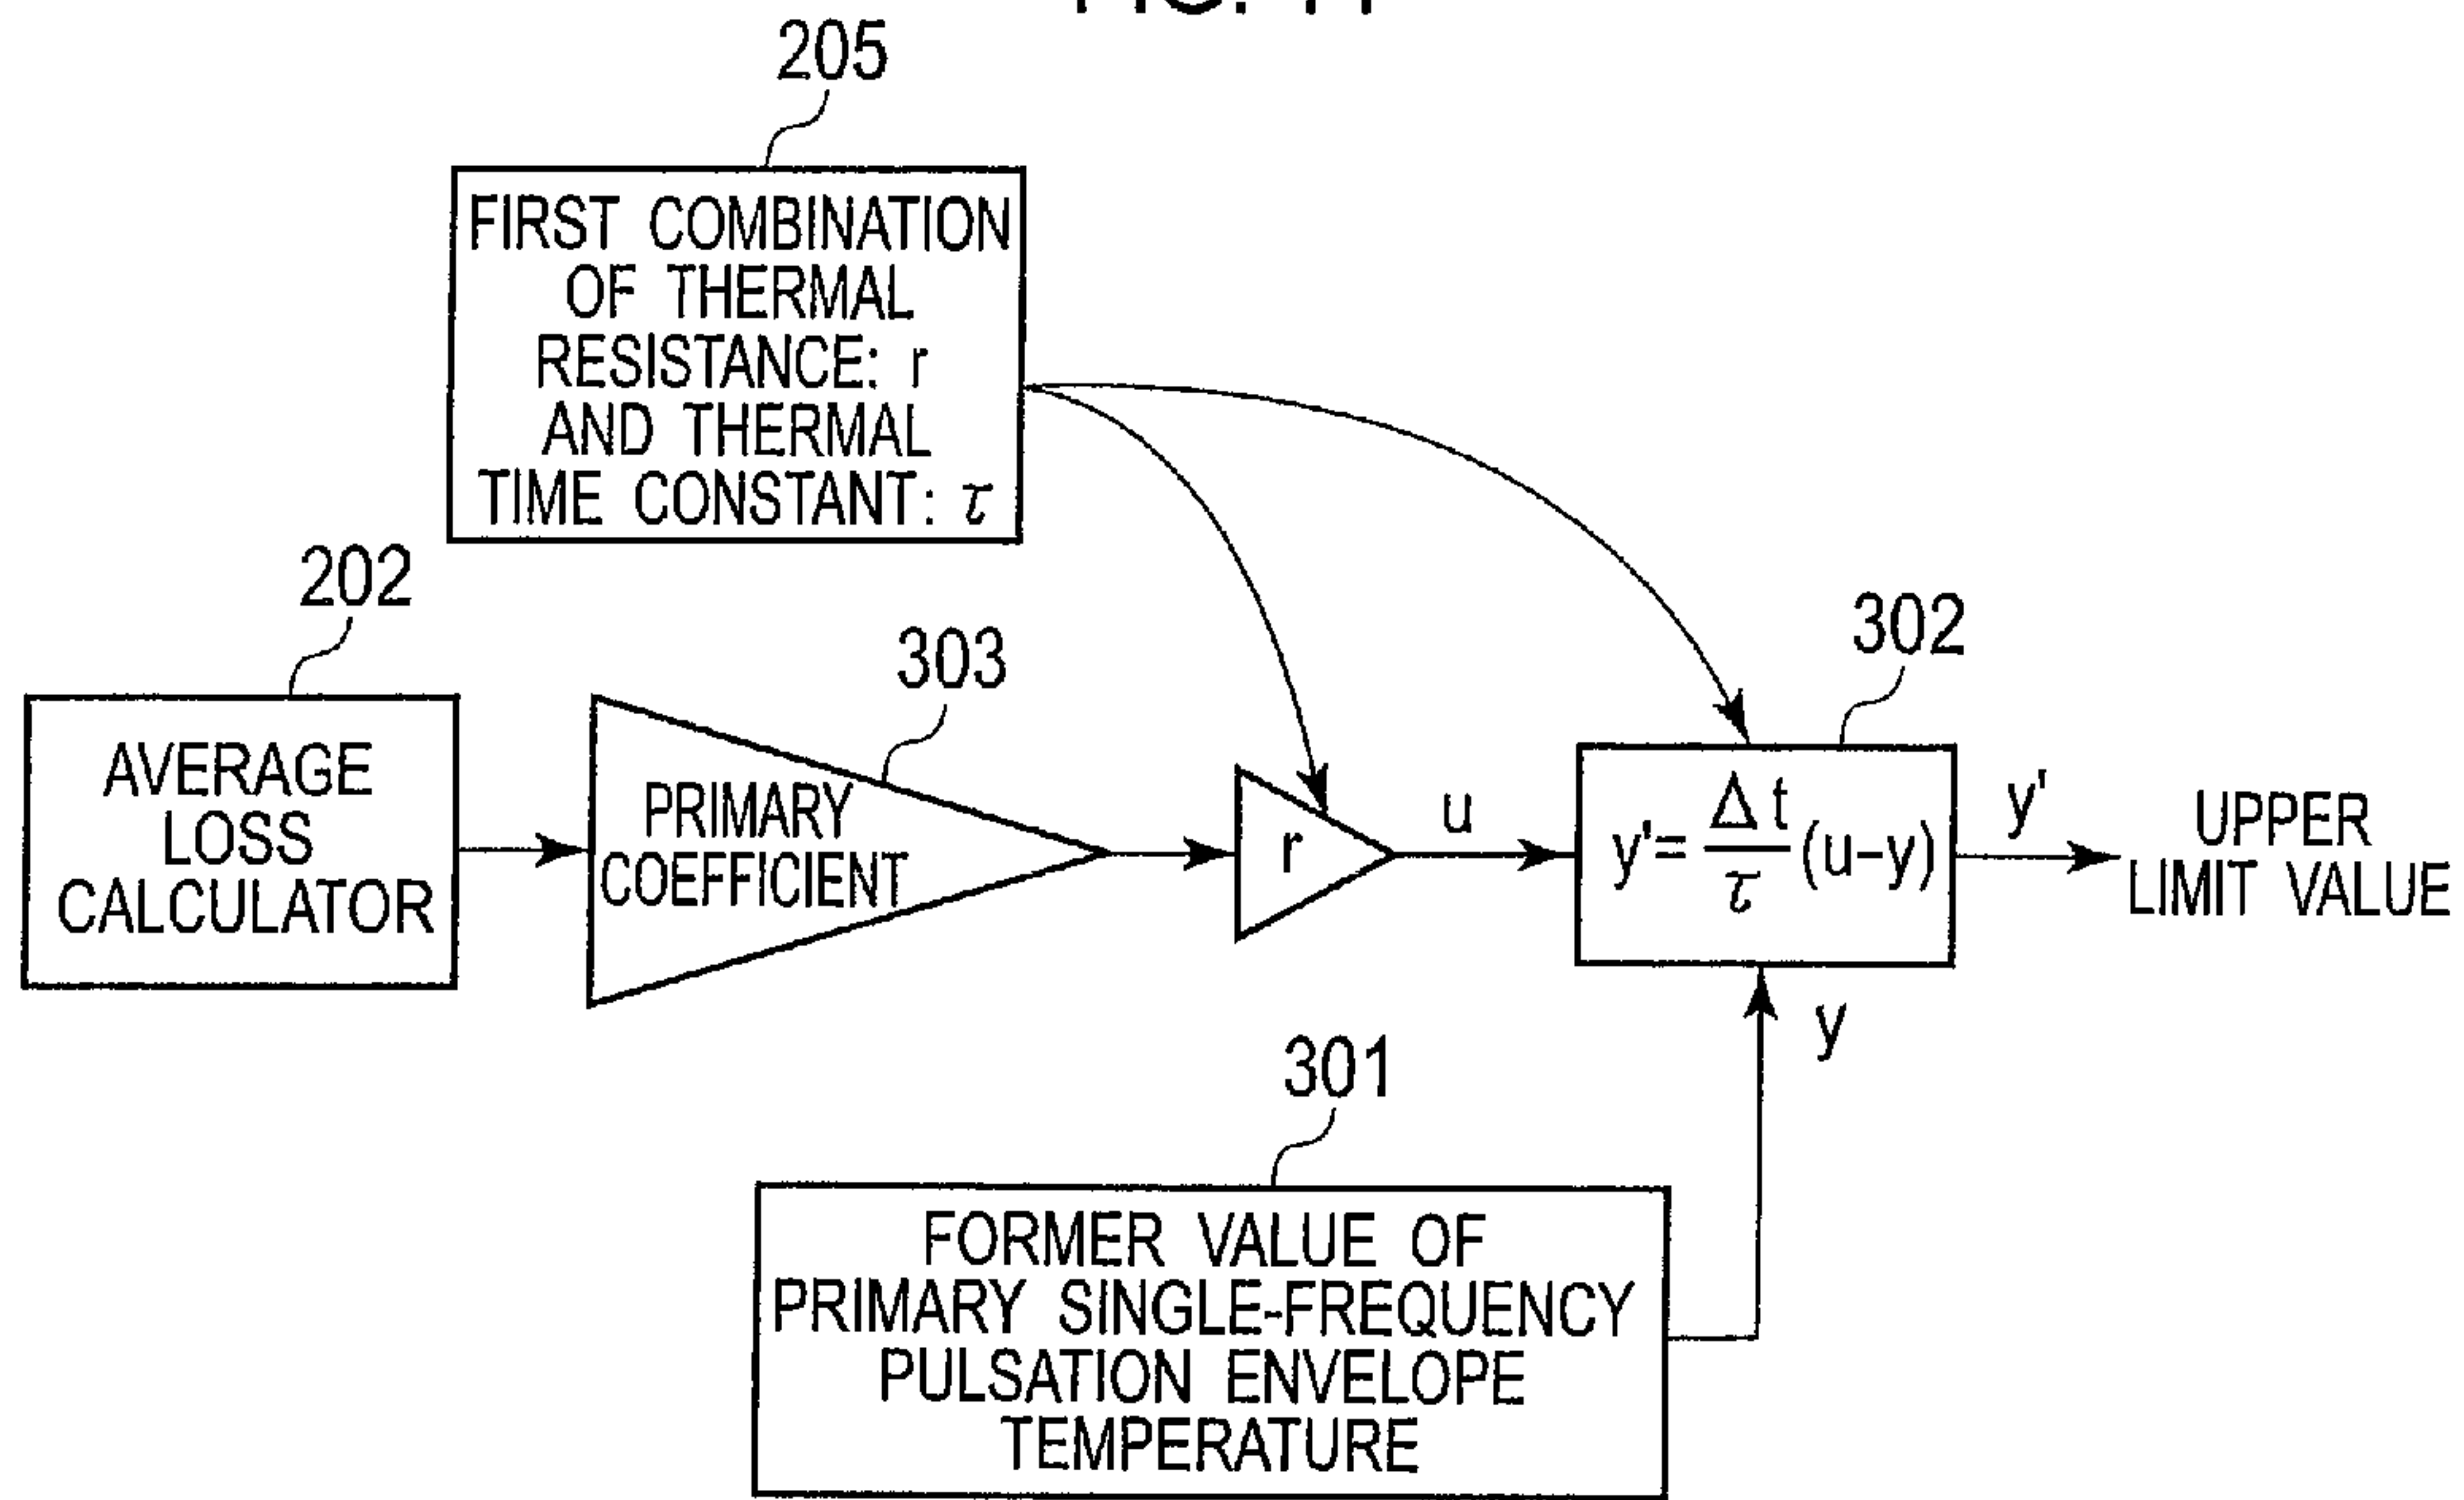 205
FIRST COMBINATION
OF THERMAL
RESISTANCE: r
AND THERMAL
TIME CONSTANT: τ
202
303
302
AVERAGE
LOSS
CALCULATOR
PRIMARY
COEFFICIENT
r
u
y'= Δt/τ (u-y)
y'
UPPER
LIMIT VALUE
y
301
FORMER VALUE OF
PRIMARY SINGLE-FREQUENCY
PULSATION ENVELOPE
TEMPERATURE